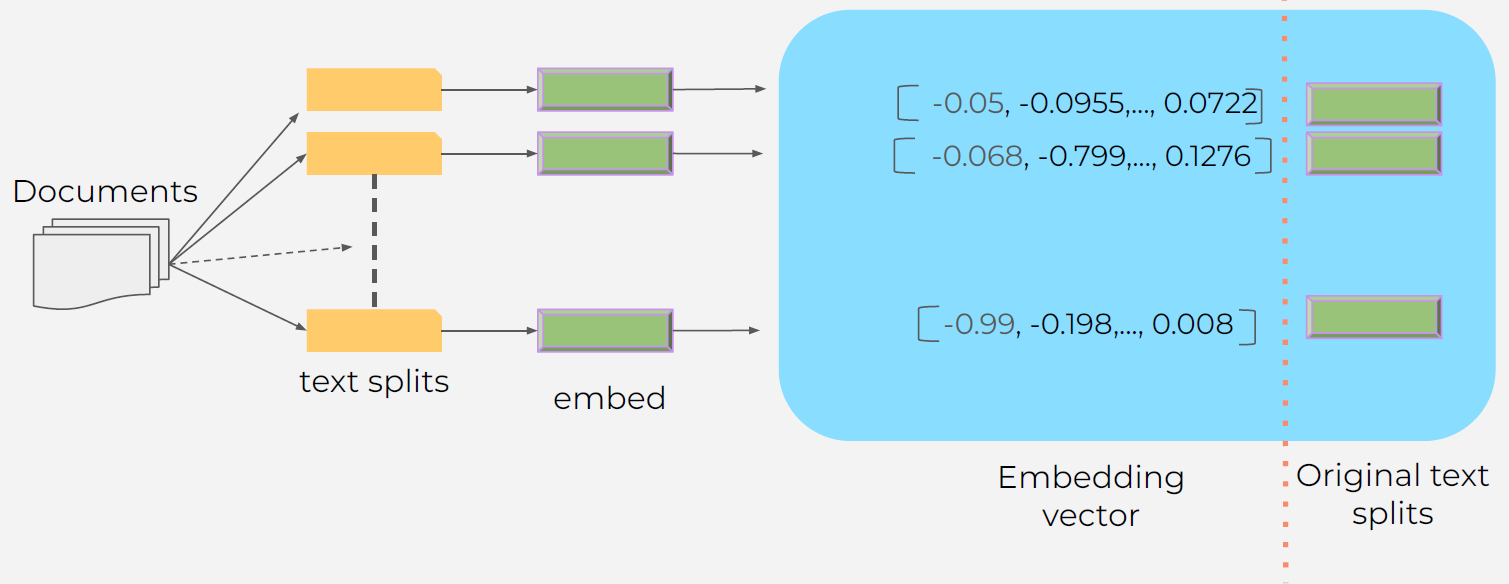 Documents
text splits
embed
[ -0.05, -0.0955,..., 0.0722]
[ -0.068, -0.799,..., 0.1276 ]
[ -0.99, -0.198,..., 0.008 ]
Embedding
vector
Original text
splits